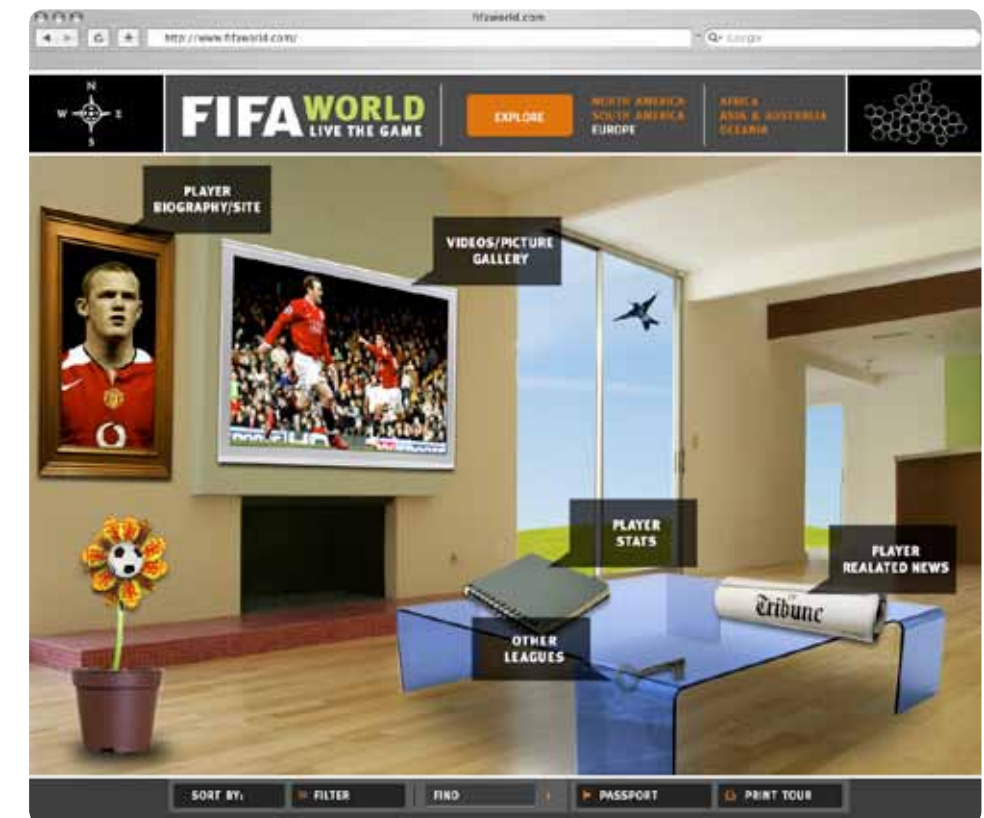 fifaworld.com
http://www.fifaworld.com/
Google
N
W E
S
FIFA WORLD
LIVE THE GAME
EXPLORE
NORTH AMERICA
SOUTH AMERICA
EUROPE
AFRICA
ASIA & AUSTRALIA
OCEANIA
PLAYER
BIOGRAPHY/SITE
VIDEOS/PICTURE
GALLERY
PLAYER
STATS
PLAYER
REALATED NEWS
Tribune
OTHER
LEAGUES
SORT BY:
FILTER
FIND
PASSPORT
PRINT TOUR